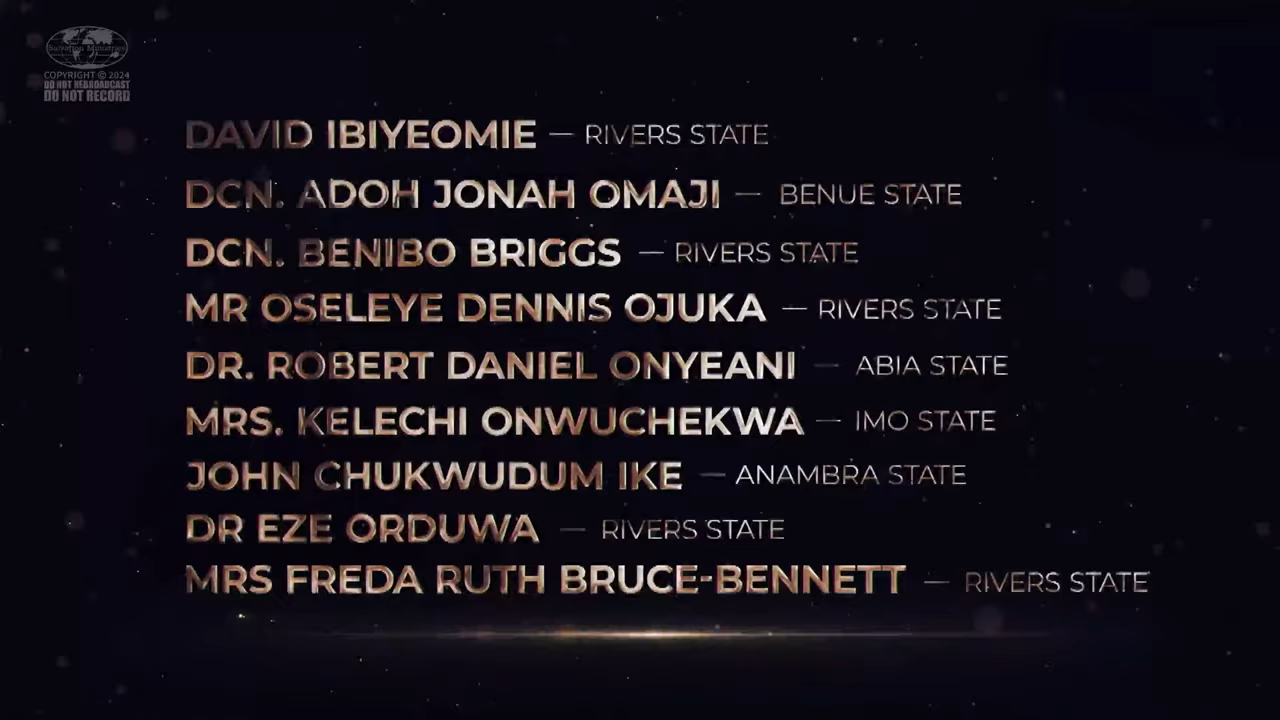 Salvation Ministries
COPYRIGHT © 2024
DO NOT REBROADCAST
DO NOT RECORD
DAVID IBIYEOMIE — RIVERS STATE
DCN. ADOH JONAH OMAJI — BENUE STATE
DCN. BENIBO BRIGGS — RIVERS STATE
MR OSELEYE DENNIS OJUKA — RIVERS STATE
DR. ROBERT DANIEL ONYEANI — ABIA STATE
MRS. KELECHI ONWUCHEKWA — IMO STATE
JOHN CHUKWUDUM IKE — ANAMBRA STATE
DR EZE ORDUWA — RIVERS STATE
MRS FREDA RUTH BRUCE-BENNETT — RIVERS STATE